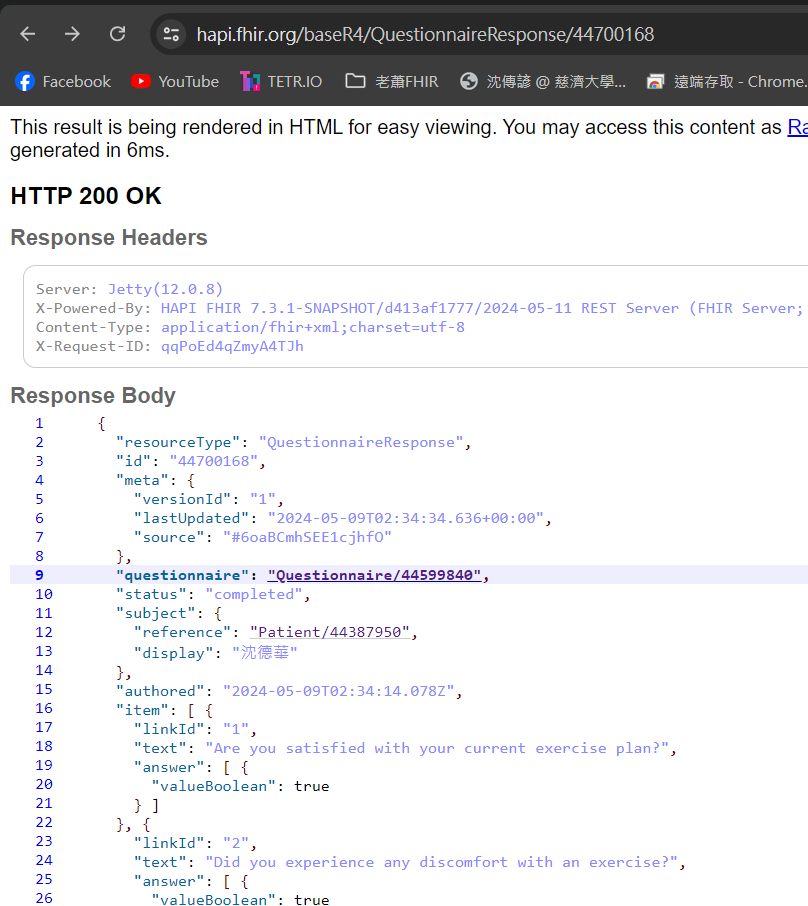 hapi.fhir.org/baseR4/QuestionnaireResponse/44700168
Facebook YouTube TETR.IO 老蕭FHIR 沈傳諺 @ 慈濟大學... 遠端存取 - Chrome.
This result is being rendered in HTML for easy viewing. You may access this content as Ra
generated in 6ms.
HTTP 200 OK
Response Headers
Server: Jetty(12.0.8)
X-Powered-By: HAPI FHIR 7.3.1-SNAPSHOT/d413af1777/2024-05-11 REST Server (FHIR Server;
Content-Type: application/fhir+xml;charset=utf-8
X-Request-ID: qqPoEd4qZmyA4TJh
Response Body
1 {
2 "resourceType": "QuestionnaireResponse",
3 "id": "44700168",
4 "meta": {
5 "versionId": "1",
6 "lastUpdated": "2024-05-09T02:34:34.636+00:00",
7 "source": "#6oaBCmhSEE1cjhfO"
8 },
9 "questionnaire": "Questionnaire/44599840",
10 "status": "completed",
11 "subject": {
12 "reference": "Patient/44387950",
13 "display": "沈德華"
14 },
15 "authored": "2024-05-09T02:34:14.078Z",
16 "item": [ {
17 "linkId": "1",
18 "text": "Are you satisfied with your current exercise plan?",
19 "answer": [ {
20 "valueBoolean": true
21 } ]
22 }, {
23 "linkId": "2",
24 "text": "Did you experience any discomfort with an exercise?",
25 "answer": [ {
26 "valueBoolean": true